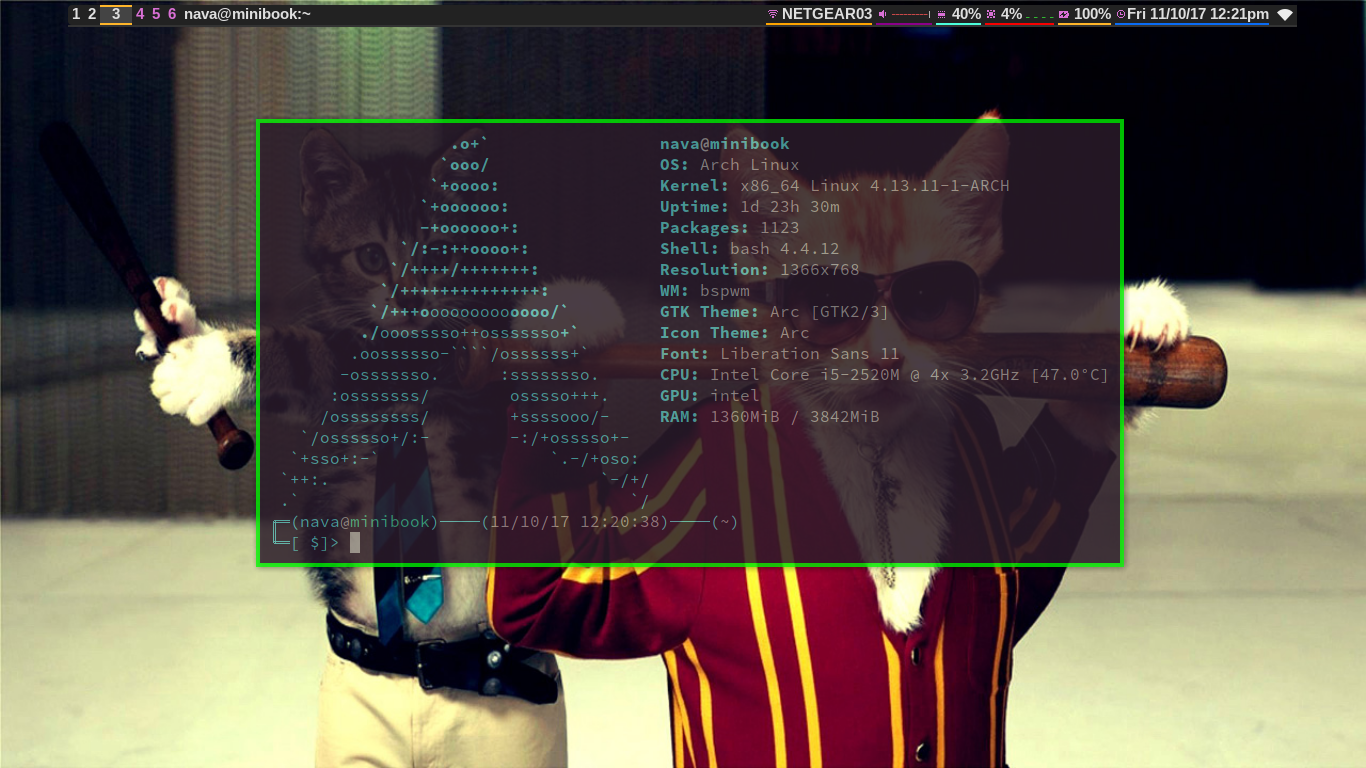 1 2 3 4 5 6 nava@minibook:~ NETGEAR03 40% 4% 100% Fri 11/10/17 12:21pm
.o+` nava@minibook
`ooo/ OS: Arch Linux
`+oooo: Kernel: x86_64 Linux 4.13.11-1-ARCH
`+oooooo: Uptime: 1d 23h 30m
-+oooooo+: Packages: 1123
`/:-:++oooo+: Shell: bash 4.4.12
`/++++/+++++++: Resolution: 1366x768
`/++++++++++++++: WM: bspwm
`/+++ooooooooooooo/` GTK Theme: Arc [GTK2/3]
./ooosssso++osssssso+` Icon Theme: Arc
.oossssso-````/ossssss+` Font: Liberation Sans 11
-osssssso. :ssssssso. CPU: Intel Core i5-2520M @ 4x 3.2GHz [47.0°C]
:osssssss/ osssso+++. GPU: intel
/ossssssss/ +ssssooo/- RAM: 1360MiB / 3842MiB
`/ossssso+/:- -:/+osssso+-
`+sso+:-` `.-/+oso:
`++:. `-/+/
.` `/
╔═(nava@minibook)────(11/10/17 12:20:38)────(~)
╚═[ $]>